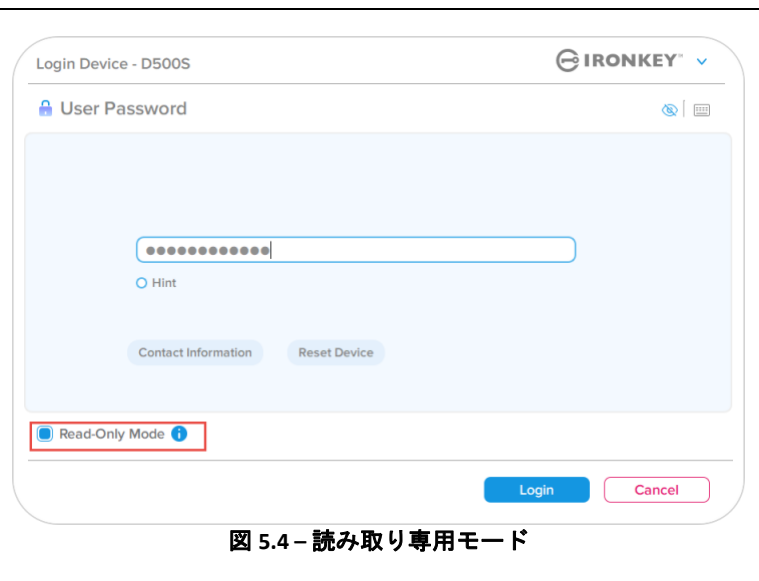 Login Device - D500S
IRONKEY™
User Password
●●●●●●●●●●●●
Hint
Contact Information
Reset Device
Read-Only Mode
Login
Cancel
図 5.4 – 読み取り専用モード